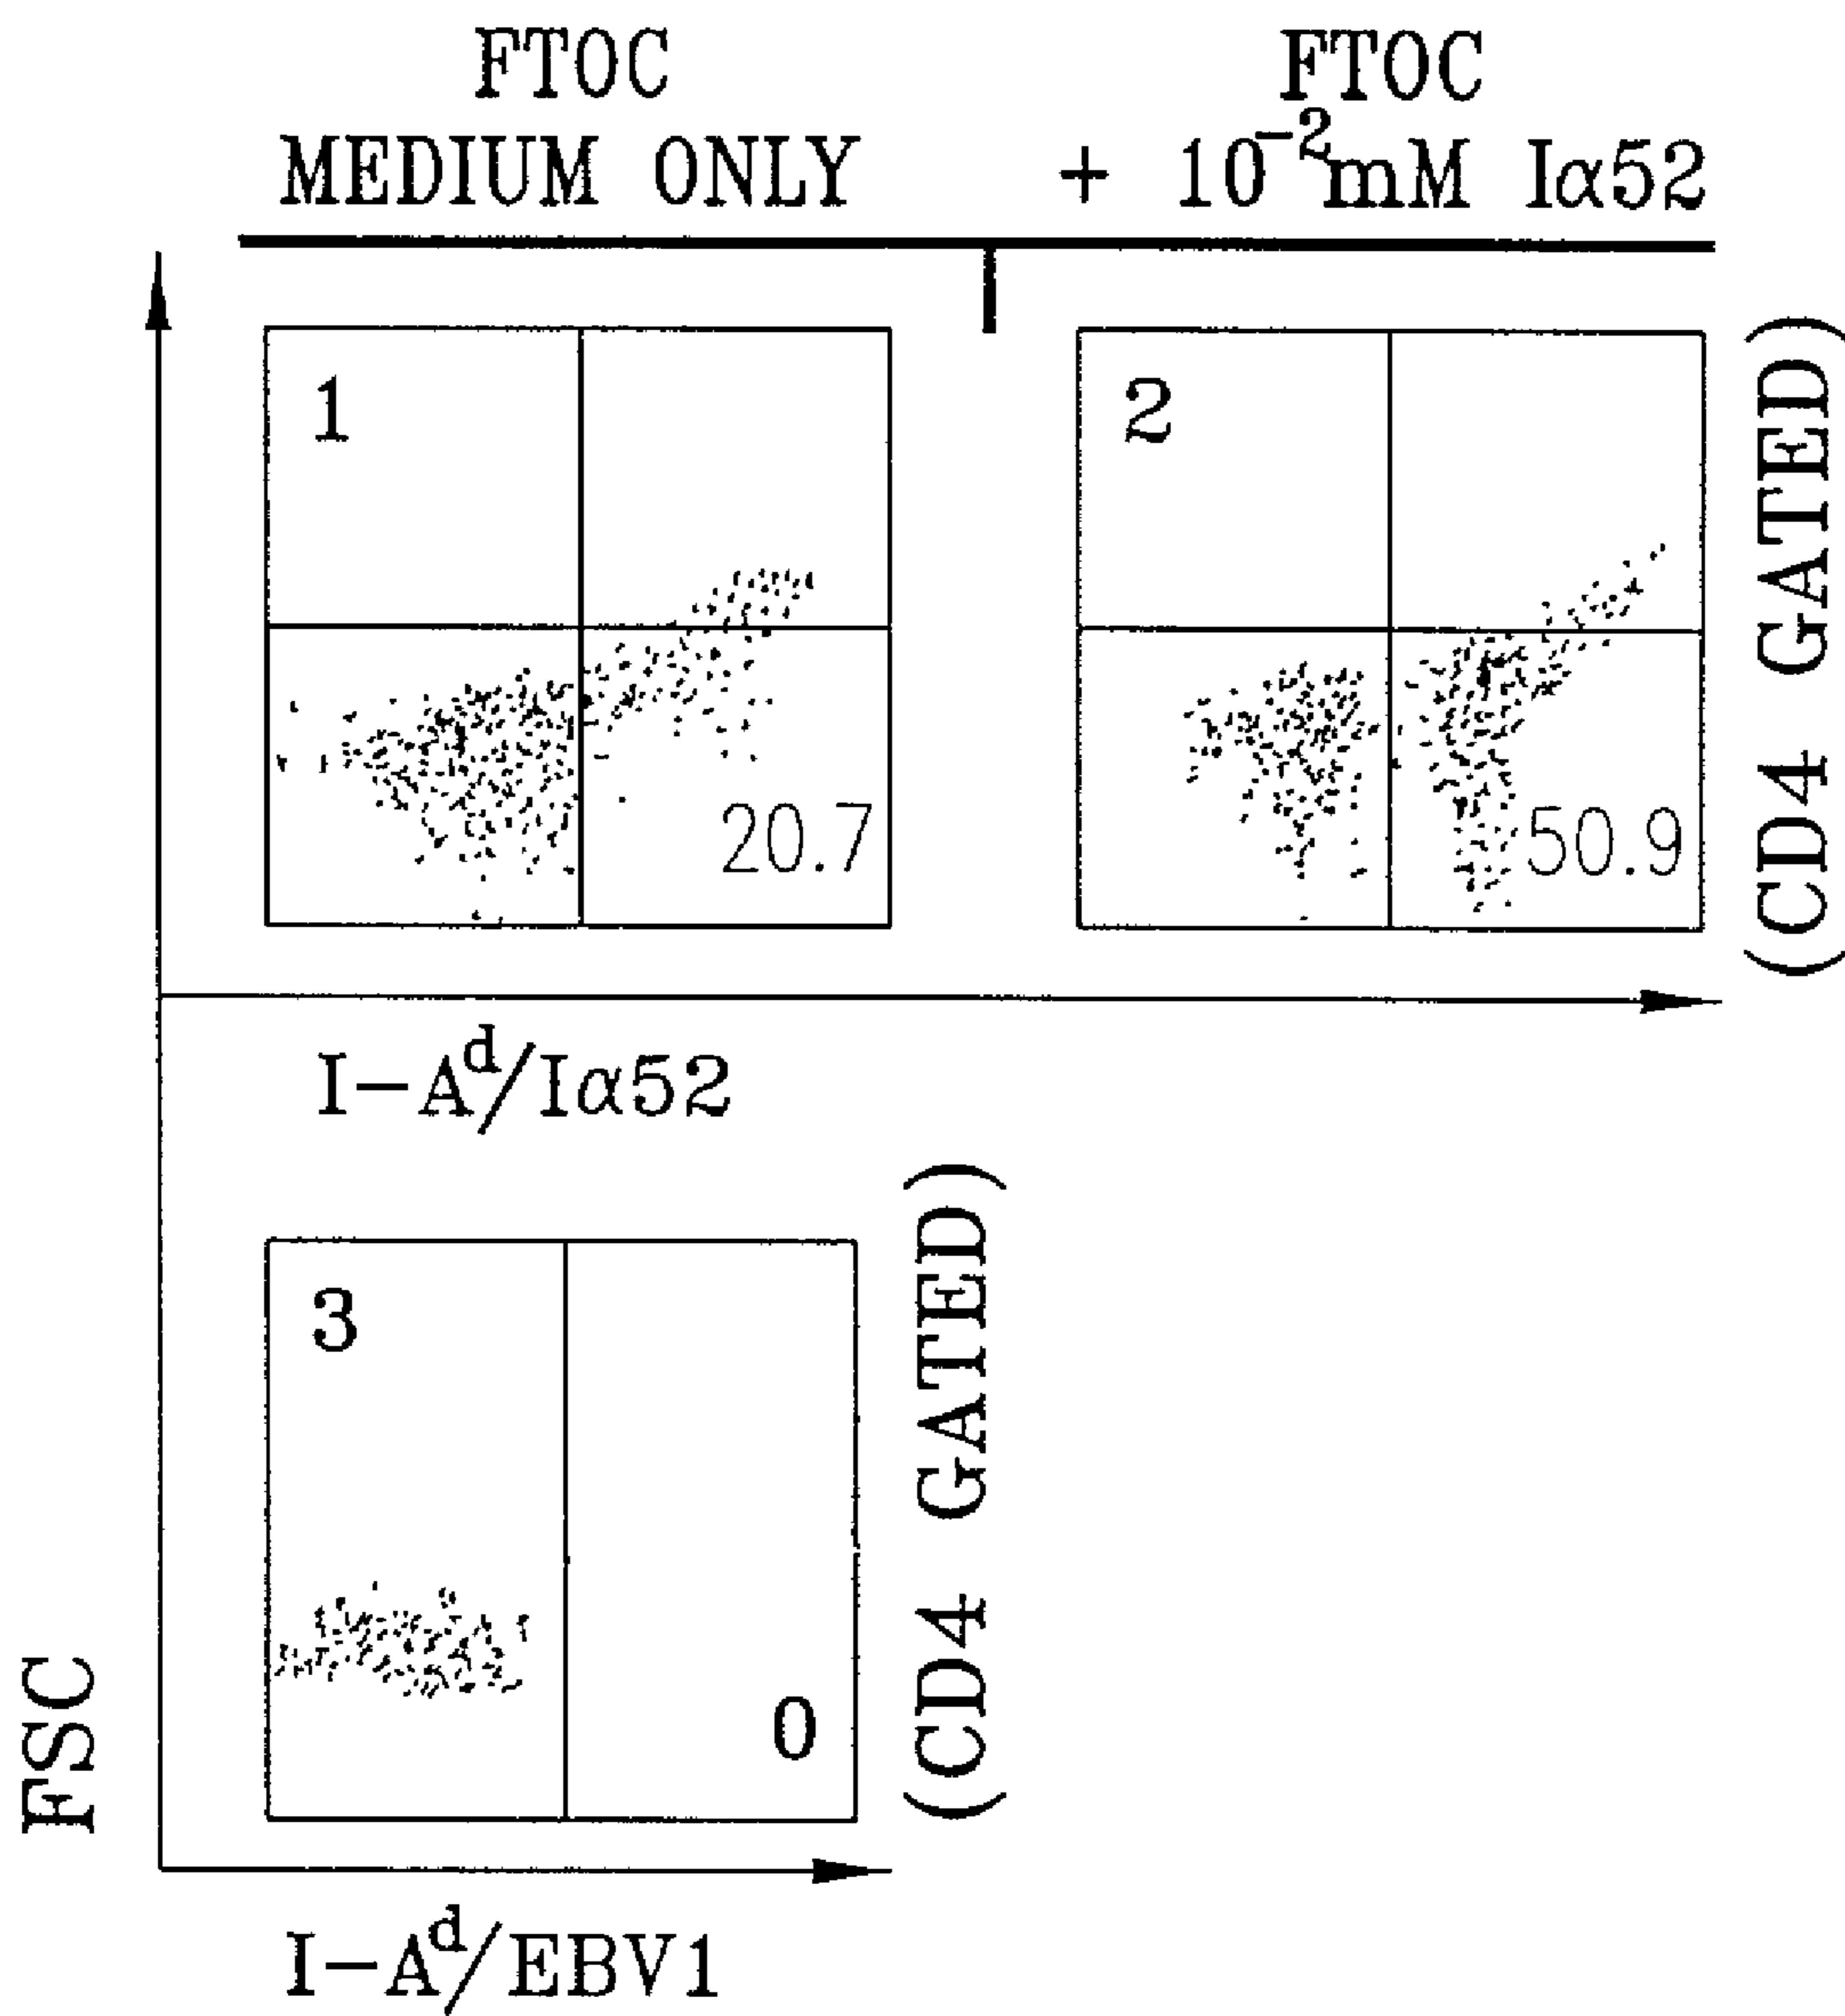 FTOC
MEDIUM ONLY
FTOC
+ 10⁻²mM Iα52
1
20.7
2
50.9
(CD4 GATED)
I-Aᵈ/Iα52
3
0
(CD4 GATED)
FSC
I-Aᵈ/EBV1